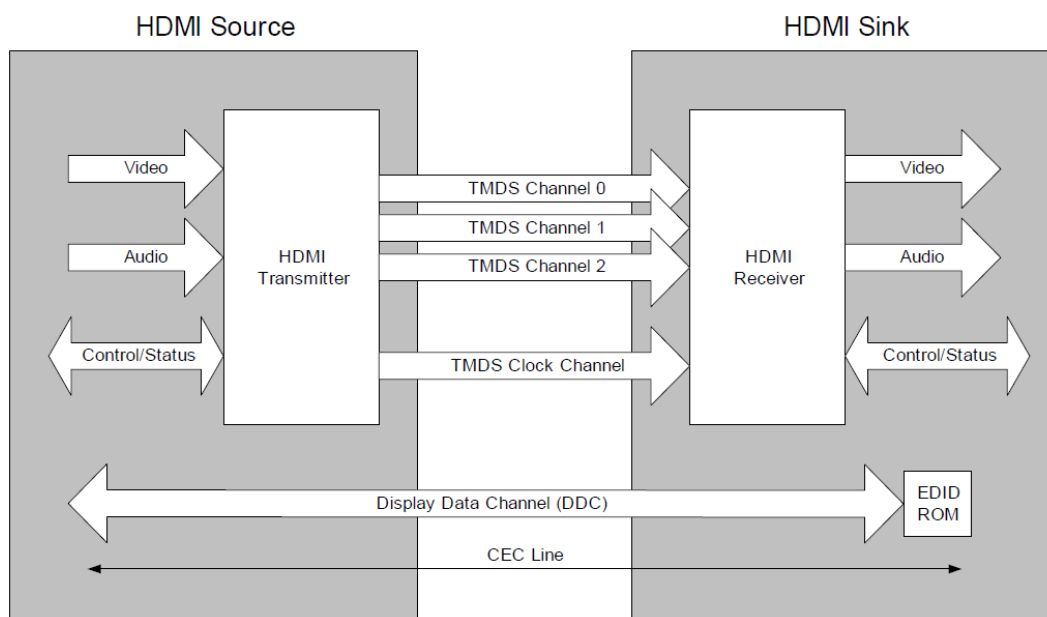 HDMI Source
HDMI Sink
Video
Audio
Control/Status
HDMI
Transmitter
TMDS Channel 0
TMDS Channel 1
TMDS Channel 2
TMDS Clock Channel
HDMI
Receiver
Video
Audio
Control/Status
Display Data Channel (DDC)
EDID
ROM
CEC Line